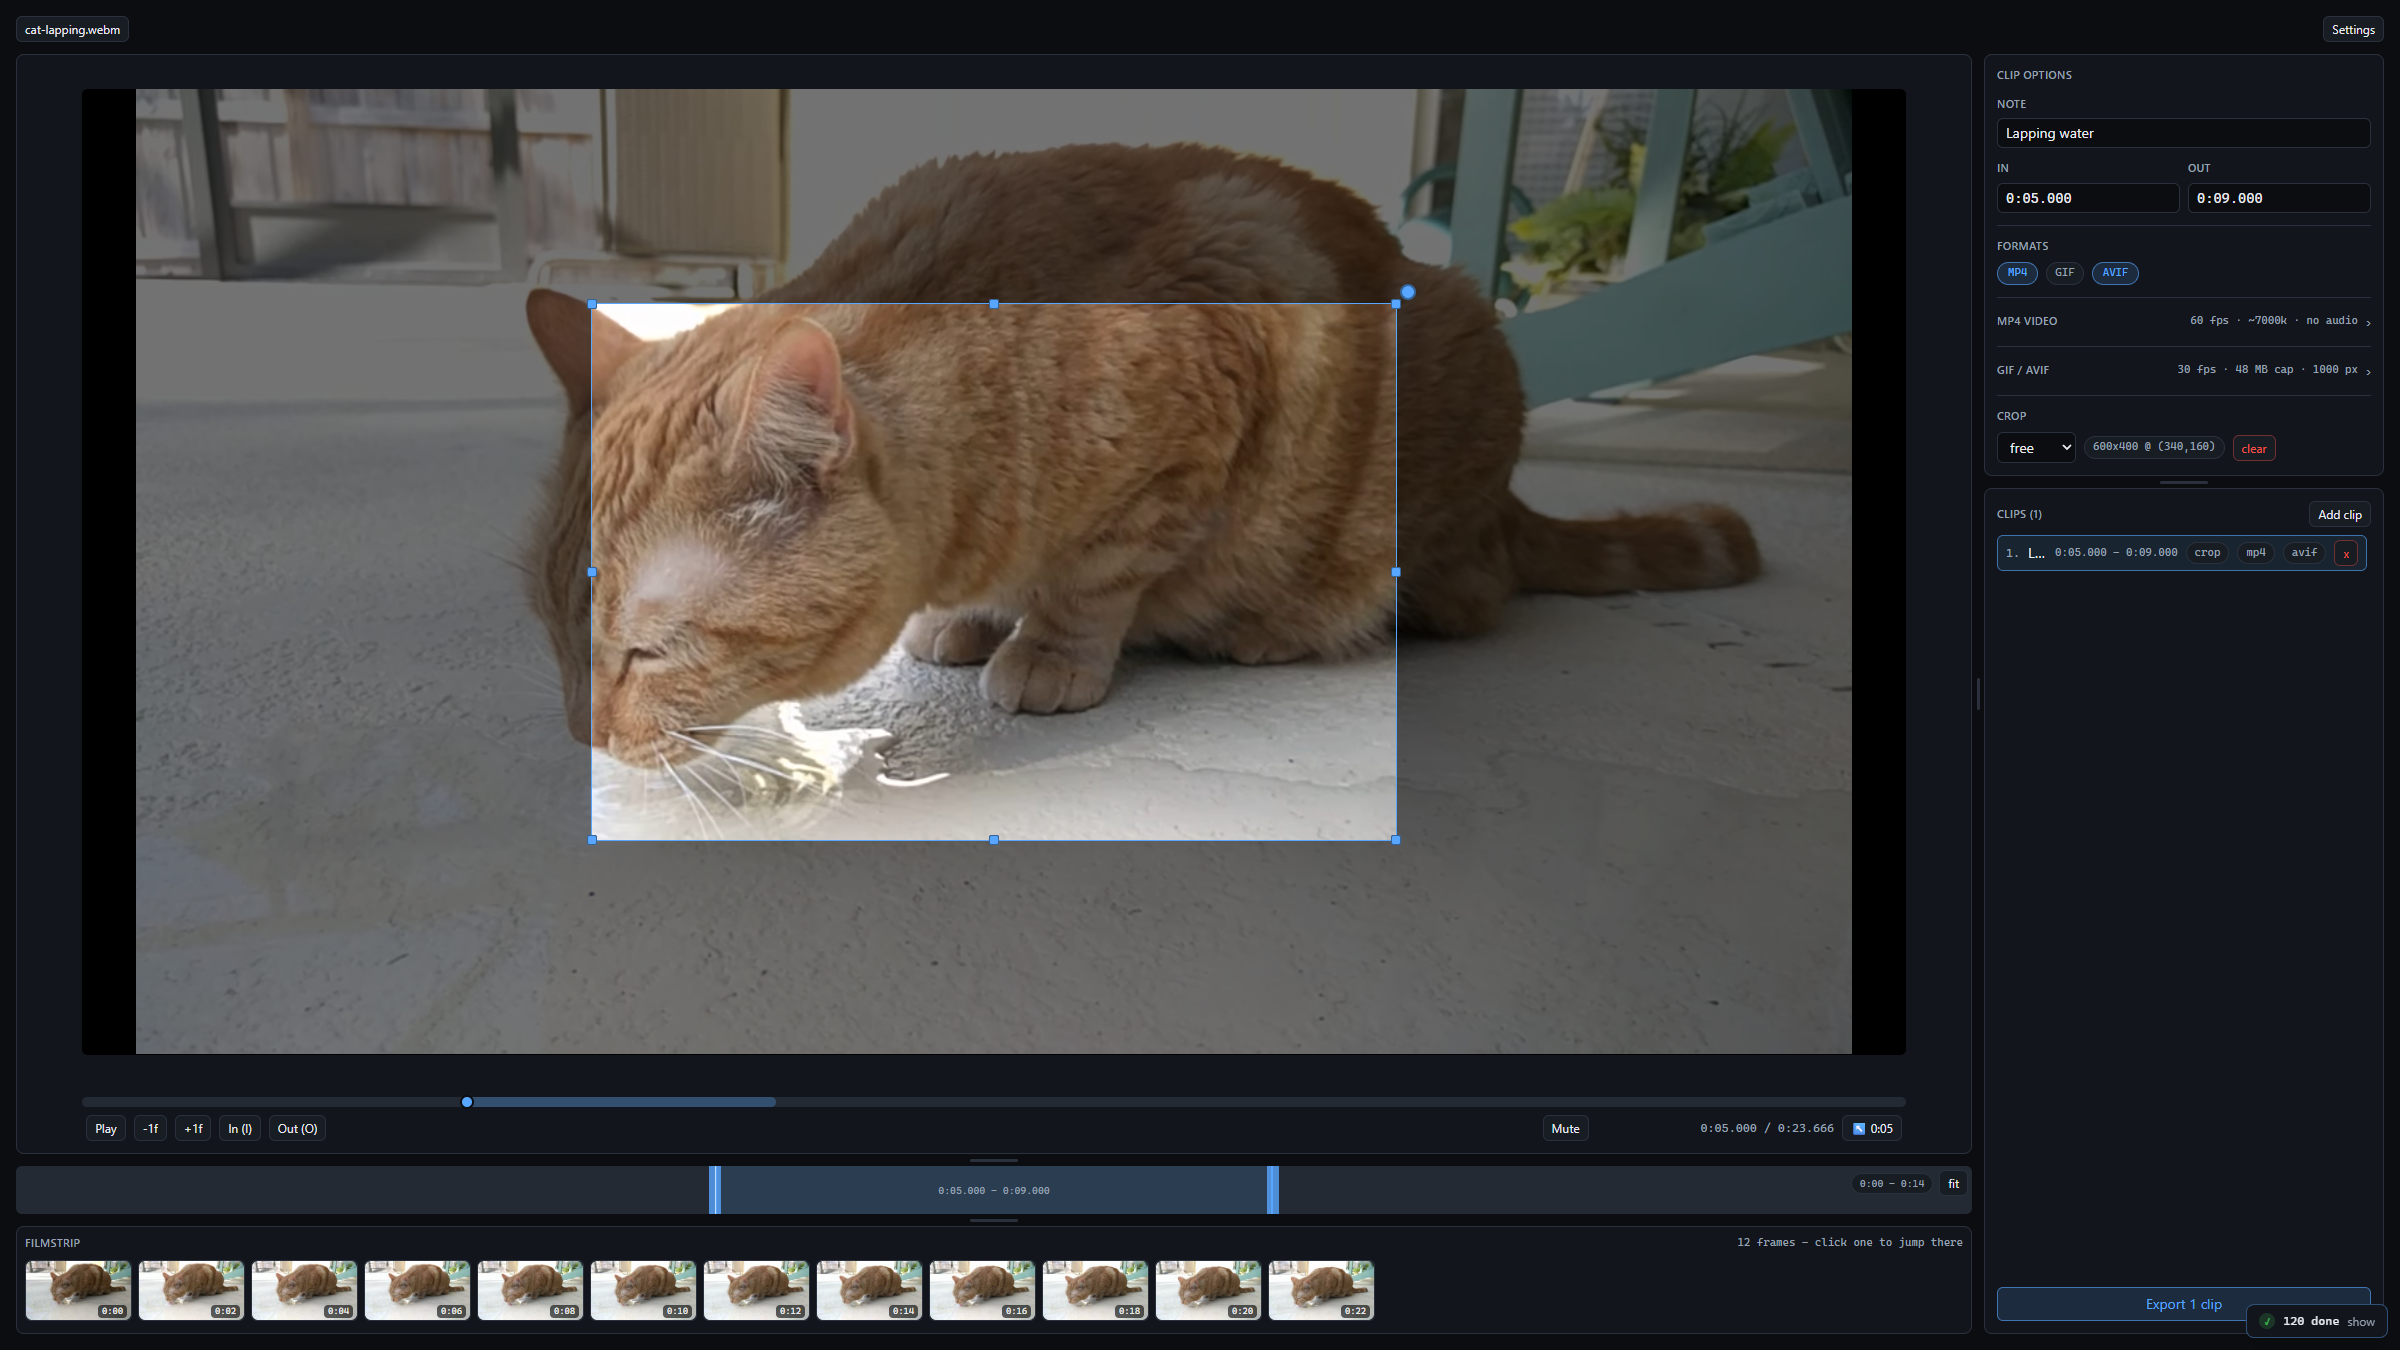 cat-lapping.webm
Settings
CLIP OPTIONS
NOTE
Lapping water
IN OUT
0:05.000 0:09.000
FORMATS
MP4 GIF AVIF
MP4 VIDEO 60 fps · ~7000k · no audio ›
GIF / AVIF 30 fps · 48 MB cap · 1000 px ›
CROP
free 600x400 @ (340,160) clear
CLIPS (1) Add clip
1. L... 0:05.000 – 0:09.000 crop mp4 avif x
Play -1f +1f In (I) Out (O) Mute 0:05.000 / 0:23.666 0:05
0:05.000 – 0:09.000 0:00 – 0:14 fit
FILMSTRIP 12 frames – click one to jump there
0:00 0:02 0:04 0:06 0:08 0:10 0:12 0:14 0:16 0:18 0:20 0:22
Export 1 clip
✓ 120 done show